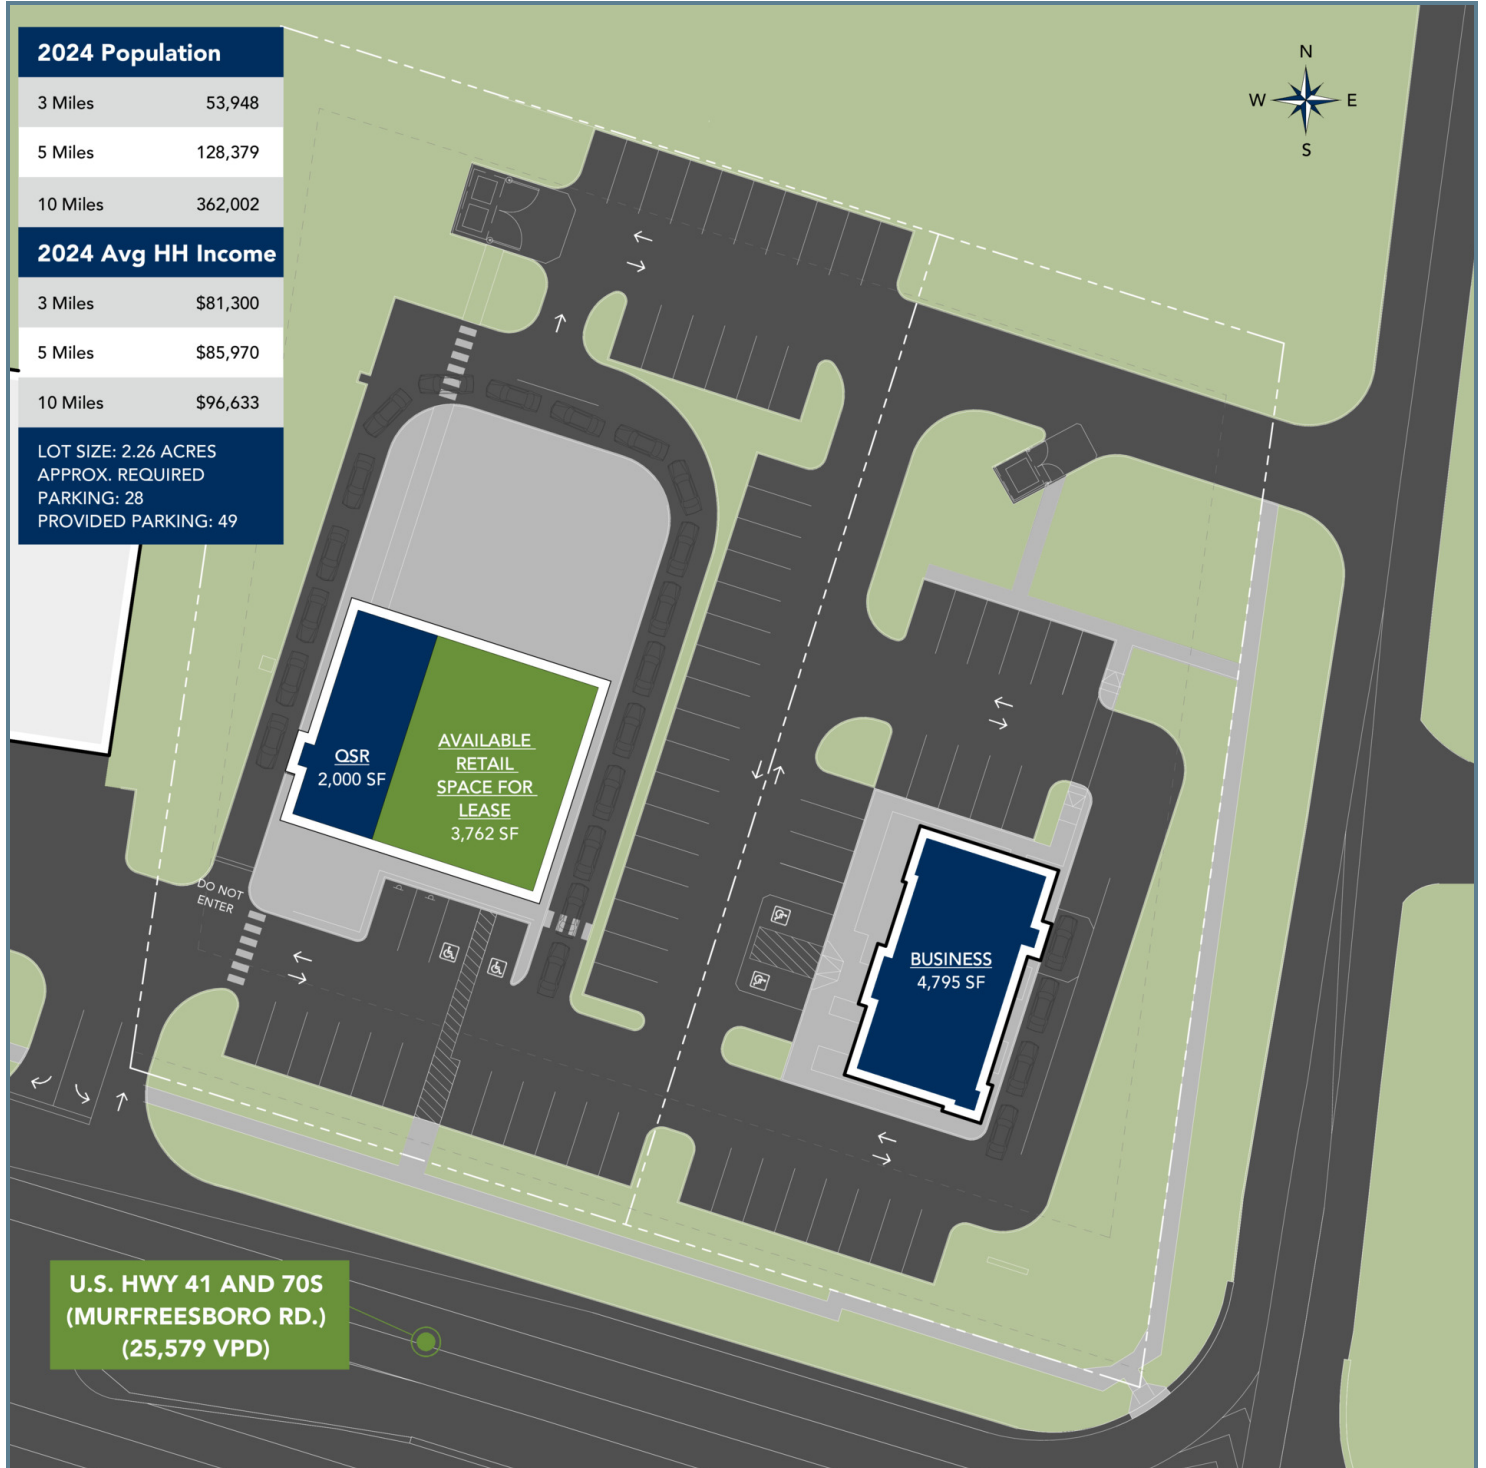 2024 Population
3 Miles 53,948
5 Miles 128,379
10 Miles 362,002
2024 Avg HH Income
3 Miles $81,300
5 Miles $85,970
10 Miles $96,633
LOT SIZE: 2.26 ACRES
APPROX. REQUIRED
PARKING: 28
PROVIDED PARKING: 49
N
W E
S
QSR
2,000 SF
AVAILABLE
RETAIL
SPACE FOR
LEASE
3,762 SF
DO NOT
ENTER
BUSINESS
4,795 SF
U.S. HWY 41 AND 70S
(MURFREESBORO RD.)
(25,579 VPD)